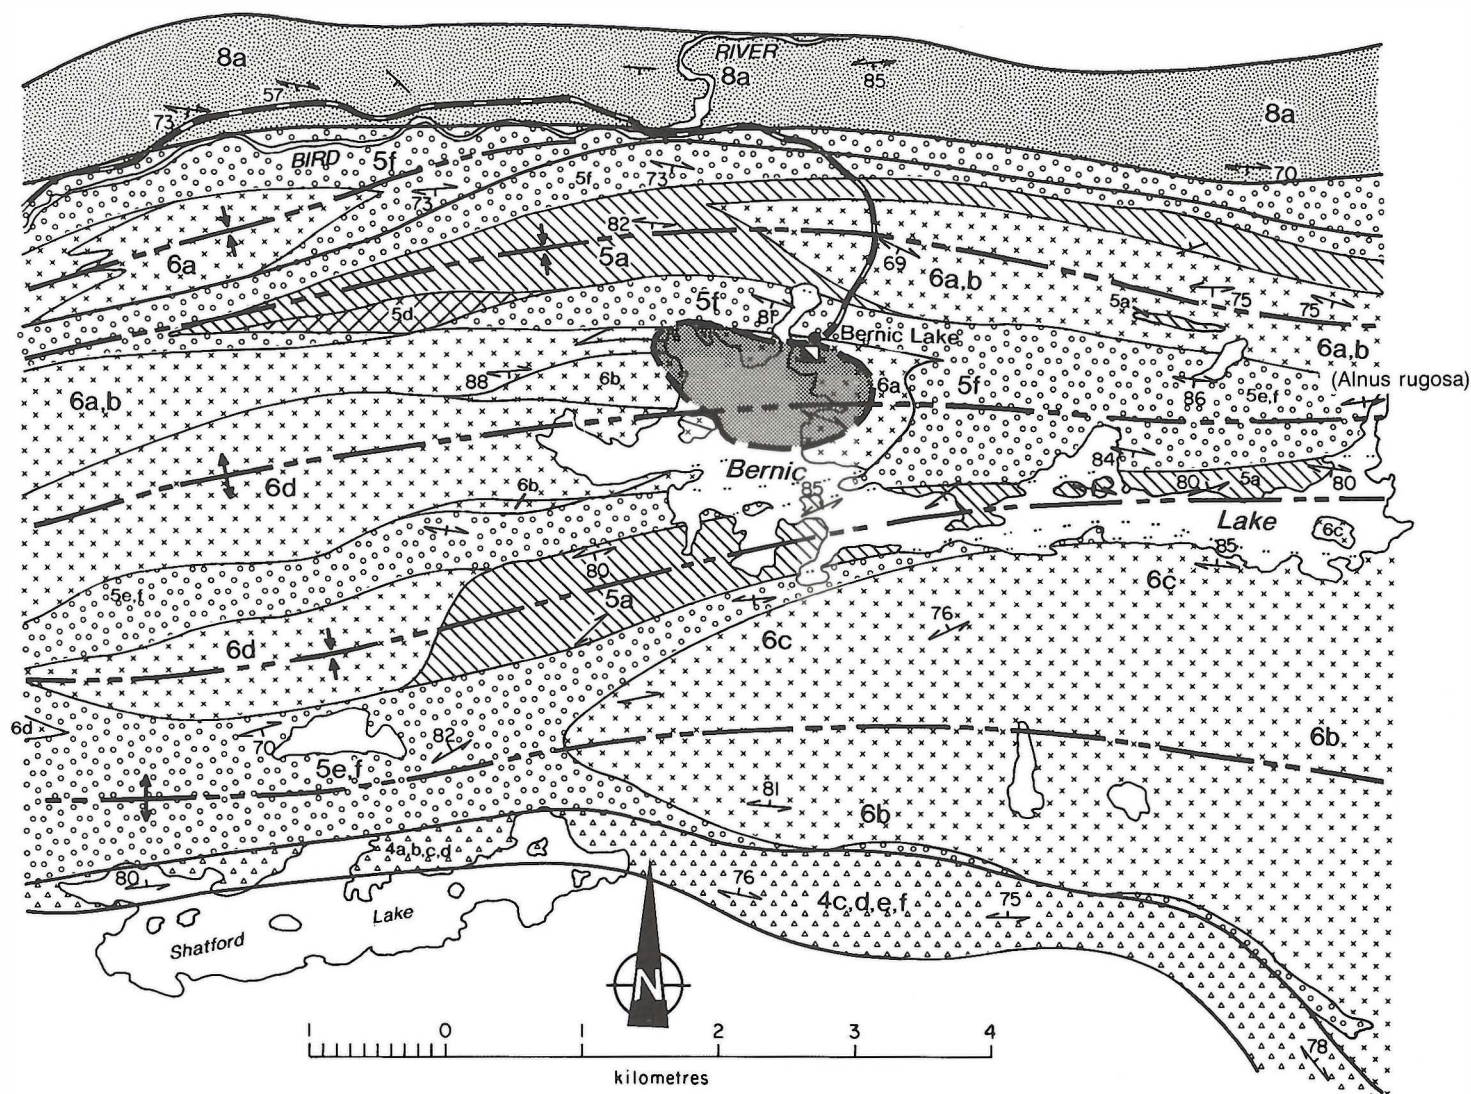 8a
RIVER
8a
85
57
8a
73
BIRD
5f
5f
73
73
70
82
6a
5a
69
6a,b
5a
75
75
5d
5f
81
Bernic Lake
6a,b
(Alnus rugosa)
88
6b
6a
5f
86
5e,f
6a,b
Bernic
84
6d
6b
85
80
5a
80
Lake
6c
85
80
5e,f
5a
6c
76
6d
6c
6d
70
82
5e,f
6b
81
6b
4a,b,c,d
80
76
4c,d,e,f
75
Lake
Shatford
N
78
1 0 1 2 3 4
kilometres